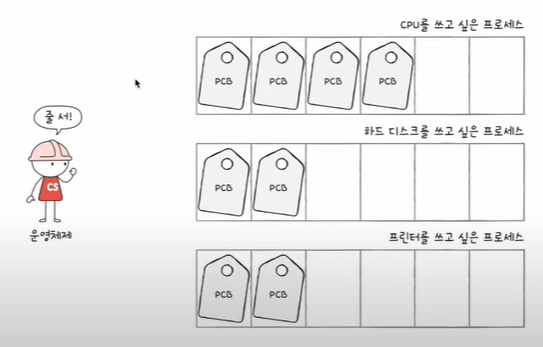 CPU를 쓰고 싶은 프로세스
PCB PCB PCB PCB
줄 서!
하드 디스크를 쓰고 싶은 프로세스
CS
PCB PCB
운영체제
프린터를 쓰고 싶은 프로세스
PCB PCB